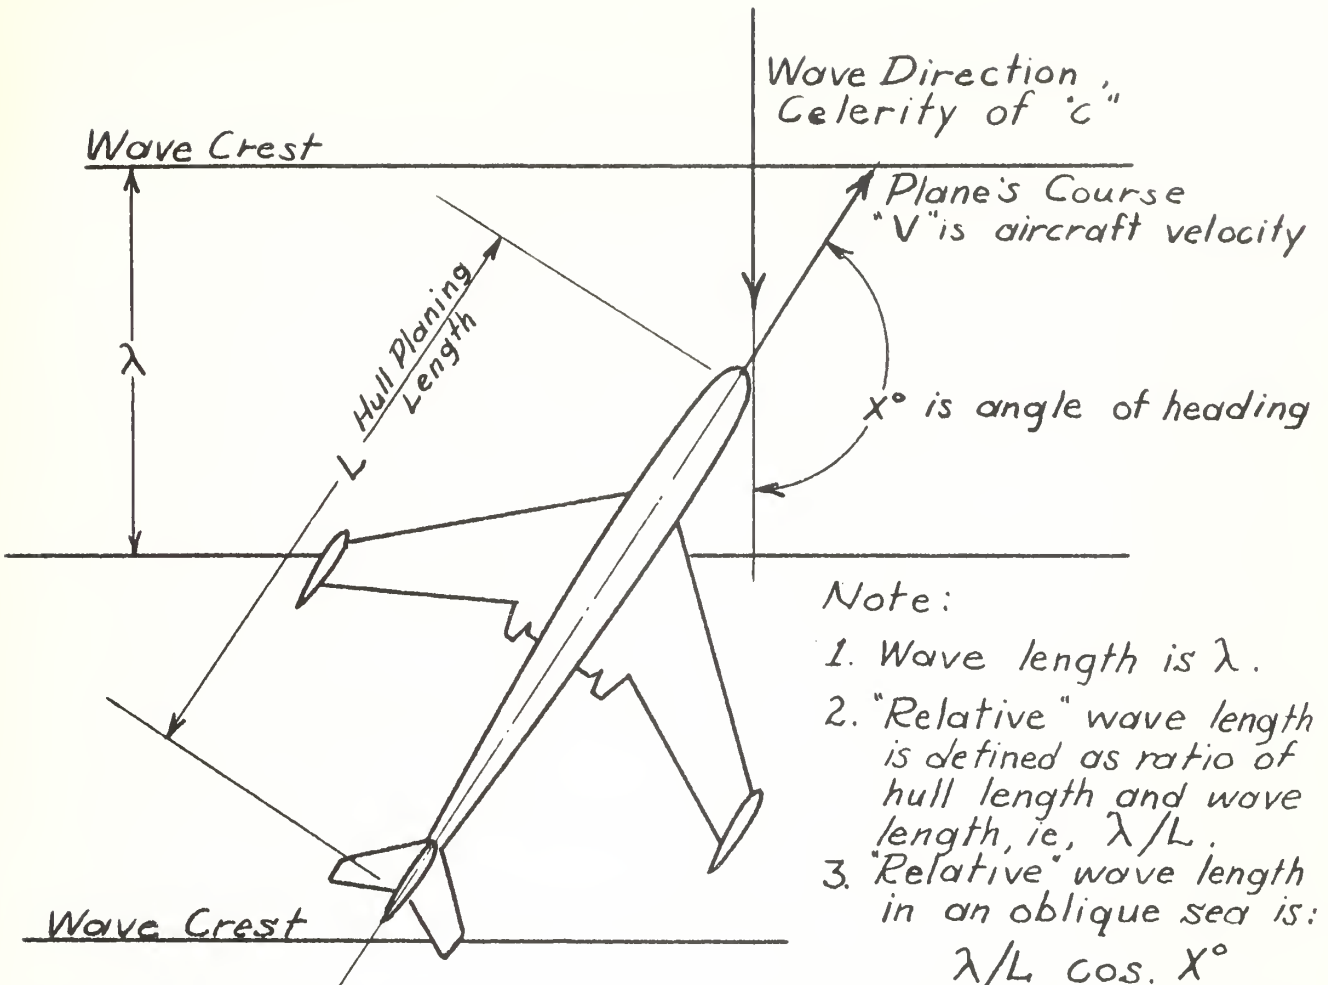 Wave Direction,
Celerity of "c"
Wave Crest
Plane's Course
"V" is aircraft velocity
Hull Planing
Length
λ
X° is angle of heading
L
Note:
1. Wave length is λ.
2. "Relative" wave length
is defined as ratio of
hull length and wave
length, ie, λ/L.
3. "Relative" wave length
in an oblique sea is:
Wave Crest
λ/L cos. X°